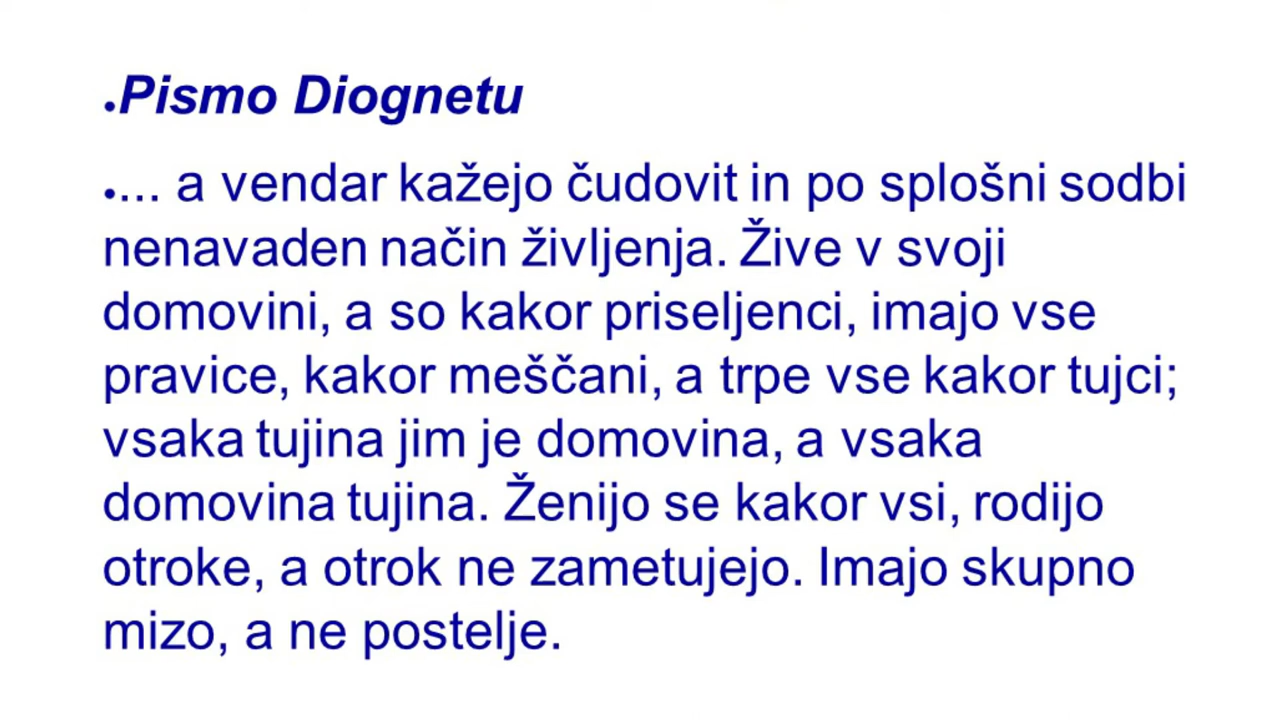 •Pismo Diognetu
•... a vendar kažejo čudovit in po splošni sodbi
nenavaden način življenja. Žive v svoji
domovini, a so kakor priseljenci, imajo vse
pravice, kakor meščani, a trpe vse kakor tujci;
vsaka tujina jim je domovina, a vsaka
domovina tujina. Ženijo se kakor vsi, rodijo
otroke, a otrok ne zametujejo. Imajo skupno
mizo, a ne postelje.